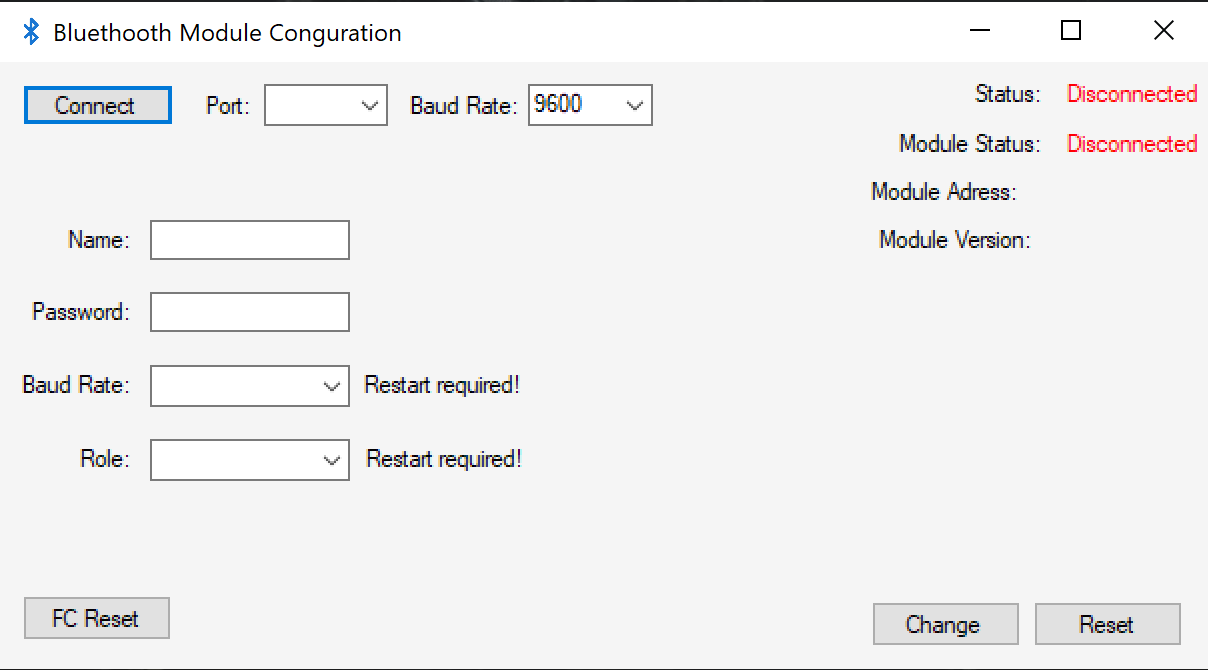 Bluethooth Module Conguration
Connect Port: Baud Rate: 9600 Status: Disconnected
Module Status: Disconnected
Module Adress:
Name: Module Version:
Password:
Baud Rate: Restart required!
Role: Restart required!
FC Reset Change Reset